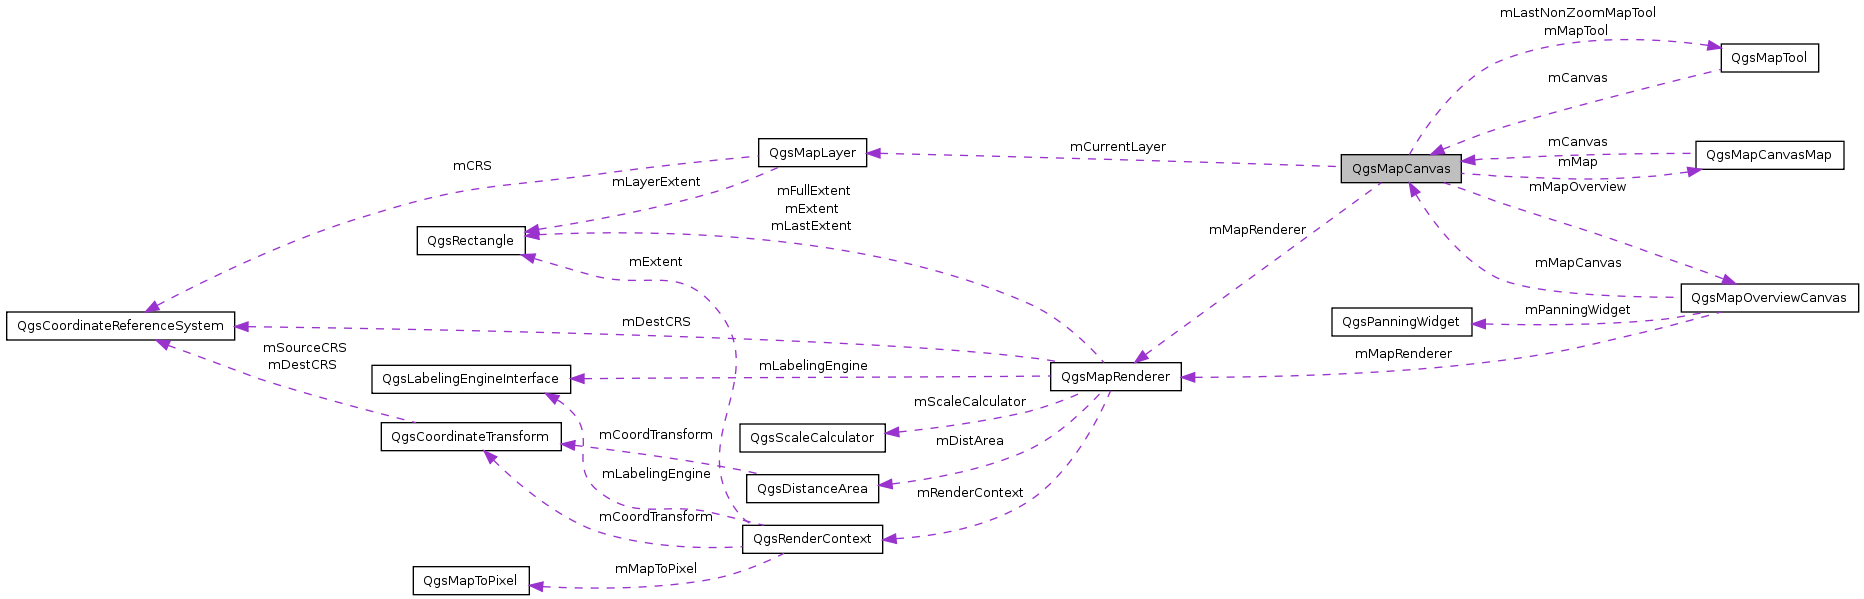 mLastNonZoomMapTool
mMapTool
QgsMapTool
mCanvas
mCanvas
QgsMapCanvasMap
mMap
mMapOverview
QgsMapCanvas
mCurrentLayer
QgsMapLayer
mCRS
mLayerExtent
mFullExtent
mExtent
mLastExtent
QgsRectangle
mMapRenderer
mExtent
mMapCanvas
QgsMapOverviewCanvas
mPanningWidget
QgsPanningWidget
QgsCoordinateReferenceSystem
mDestCRS
mSourceCRS
mDestCRS
mMapRenderer
mLabelingEngine
QgsMapRenderer
QgsLabelingEngineInterface
mScaleCalculator
QgsScaleCalculator
mCoordTransform
QgsCoordinateTransform
mDistArea
mLabelingEngine
QgsDistanceArea
mRenderContext
mCoordTransform
QgsRenderContext
mMapToPixel
QgsMapToPixel